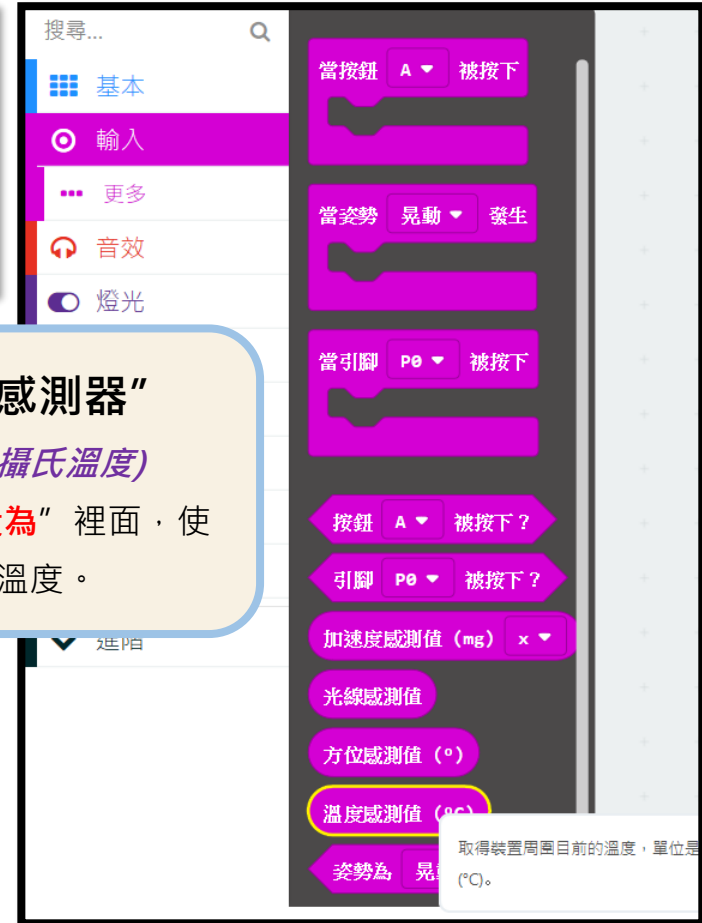 搜尋...
基本
輸入
更多
音效
燈光
進階
感測器"
攝氏溫度)
為"裡面,使
溫度。
當按鈕 A 被按下
當姿勢 晃動 發生
當引腳 P0 被按下
按鈕 A 被按下?
引腳 P0 被按下?
加速度感測值 (mg) x
光線感測值
方位感測值 (°)
溫度感測值 (°C)
姿勢為
取得裝置周圍目前的溫度,單位是
(°C)。